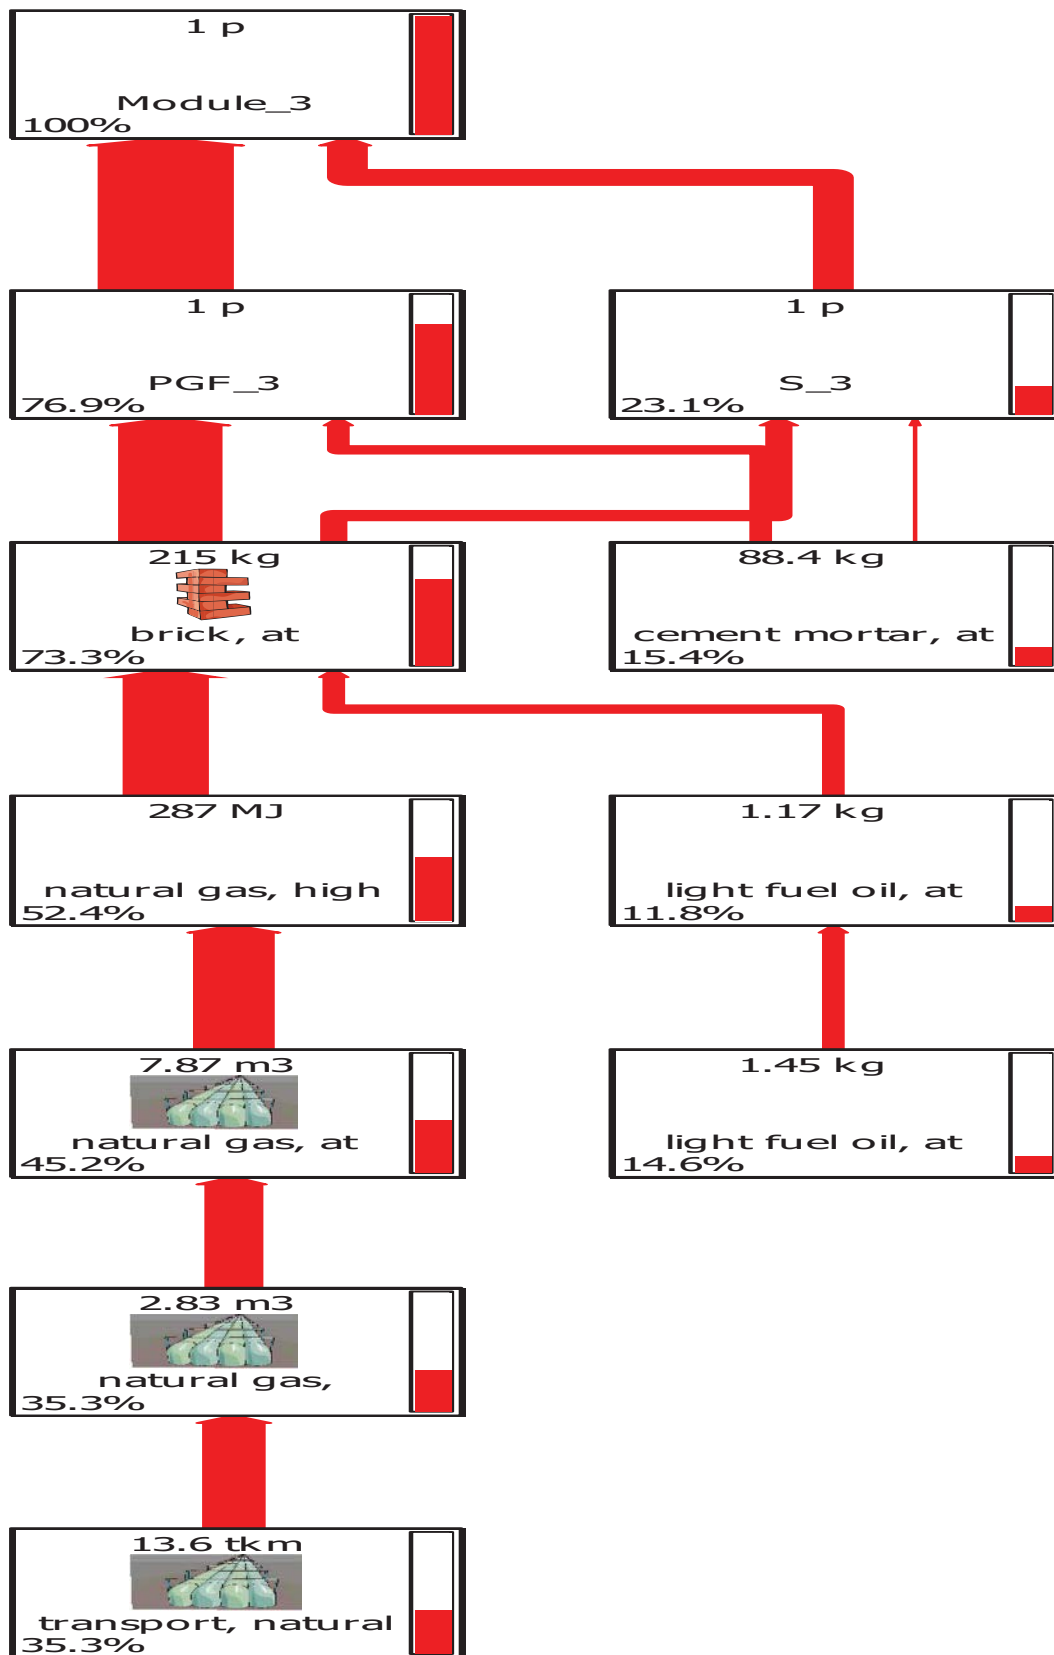 1 p
Module_3
100%
1 p
PGF_3
76.9%
1 p
S_3
23.1%
215 kg
brick, at
73.3%
88.4 kg
cement mortar, at
15.4%
287 MJ
natural gas, high
52.4%
1.17 kg
light fuel oil, at
11.8%
7.87 m3
natural gas, at
45.2%
1.45 kg
light fuel oil, at
14.6%
2.83 m3
natural gas,
35.3%
13.6 tkm
transport, natural
35.3%